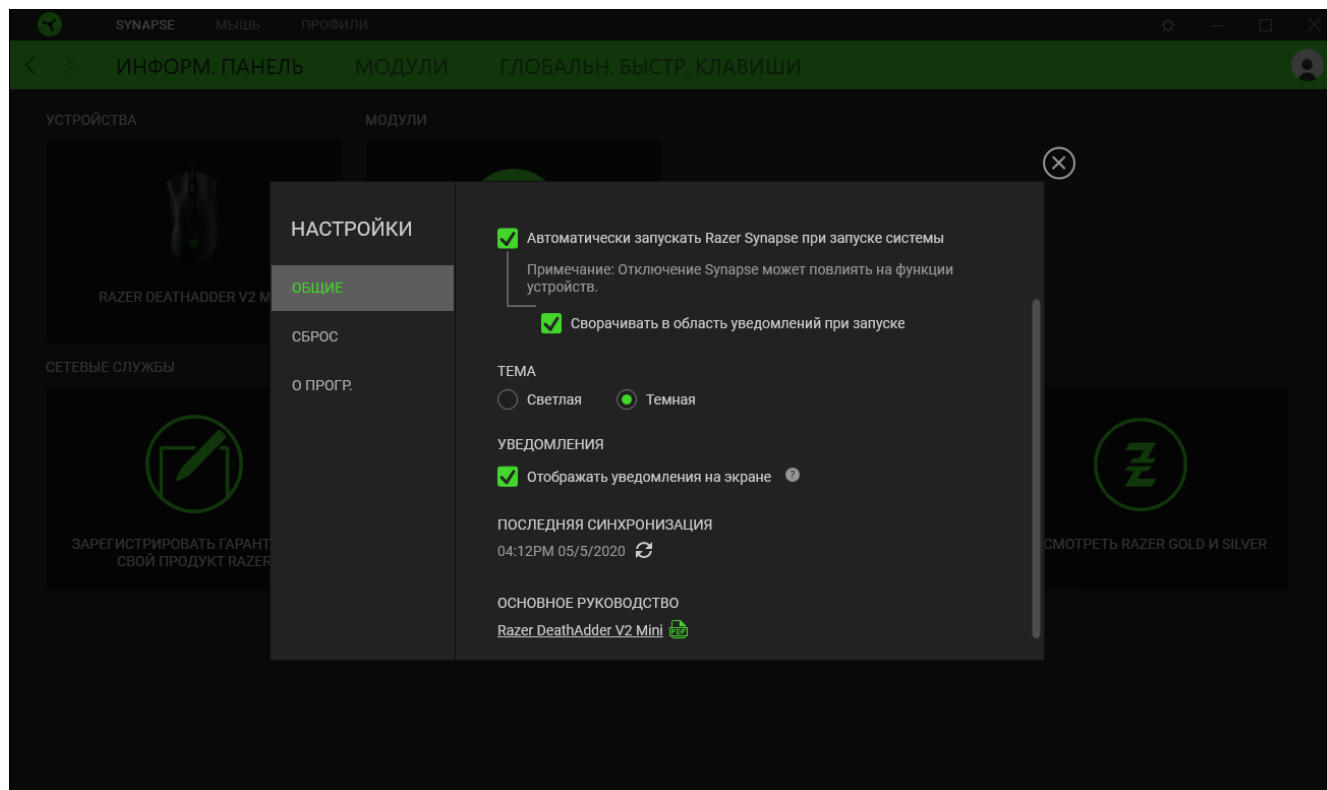 SYNAPSE МЫШЬ ПРОФИЛИ
ИНФОРМ. ПАНЕЛЬ МОДУЛИ ГЛОБАЛЬН. БЫСТР. КЛАВИШИ
УСТРОЙСТВА МОДУЛИ
RAZER DEATHADDER V2 M
СЕТЕВЫЕ СЛУЖБЫ
ЗАРЕГИСТРИРОВАТЬ ГАРАНТ
СВОЙ ПРОДУКТ RAZER
НАСТРОЙКИ
ОБЩИЕ
СБРОС
О ПРОГР.
Автоматически запускать Razer Synapse при запуске системы
Примечание: Отключение Synapse может повлиять на функции
устройств.
Сворачивать в область уведомлений при запуске
ТЕМА
Светлая Темная
УВЕДОМЛЕНИЯ
Отображать уведомления на экране ?
ПОСЛЕДНЯЯ СИНХРОНИЗАЦИЯ
04:12PM 05/5/2020
ОСНОВНОЕ РУКОВОДСТВО
Razer DeathAdder V2 Mini PDF
СМОТРЕТЬ RAZER GOLD И SILVER